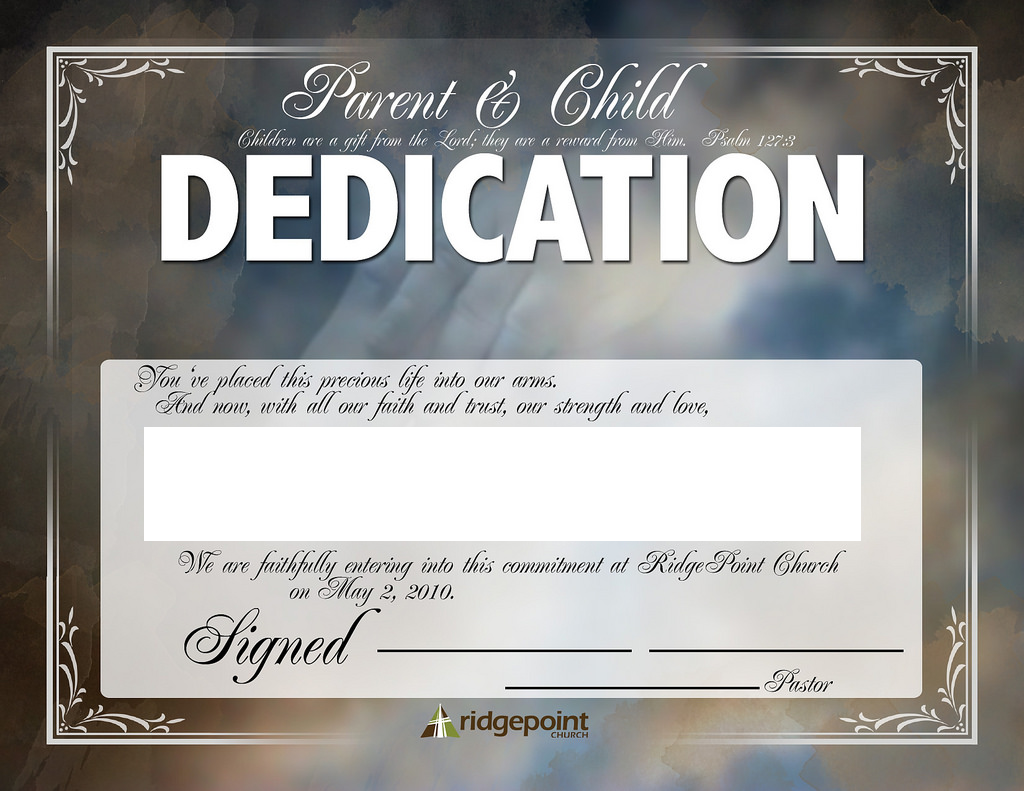 Parent & Child
Children are a gift from the Lord; they are a reward from Him. Psalm 127:3
DEDICATION
You 've placed this precious life into our arms.
And now, with all our faith and trust, our strength and love,
We are faithfully entering into this commitment at RidgePoint Church
on May 2, 2010.
Signed
Pastor
ridgepoint
CHURCH